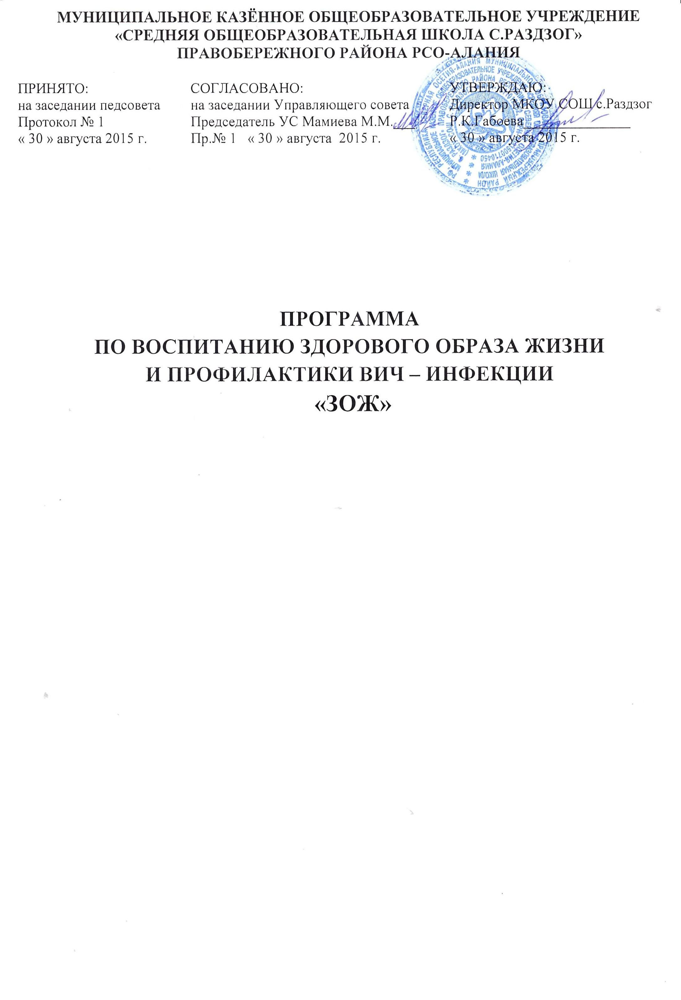 МУНИЦИПАЛЬНОЕ КАЗЁННОЕ ОБЩЕОБРАЗОВАТЕЛЬНОЕ УЧРЕЖДЕНИЕ
«СРЕДНЯЯ ОБЩЕОБРАЗОВАТЕЛЬНАЯ ШКОЛА С.РАЗДЗОГ»
ПРАВОБЕРЕЖНОГО РАЙОНА РСО-АЛАНИЯ
ПРИНЯТО:
на заседании педсовета
Протокол № 1
« 30 » августа 2015 г.
СОГЛАСОВАНО:
на заседании Управляющего совета
Председатель УС Мамиева М.М.___
Пр.№ 1 « 30 » августа 2015 г.
УТВЕРЖДАЮ:
Директор МКОУ СОШ с.Раздзог
Р.К.Габоева_______________
« 30 » августа 2015 г.
ПРОГРАММА
ПО ВОСПИТАНИЮ ЗДОРОВОГО ОБРАЗА ЖИЗНИ
И ПРОФИЛАКТИКИ ВИЧ – ИНФЕКЦИИ
«ЗОЖ»